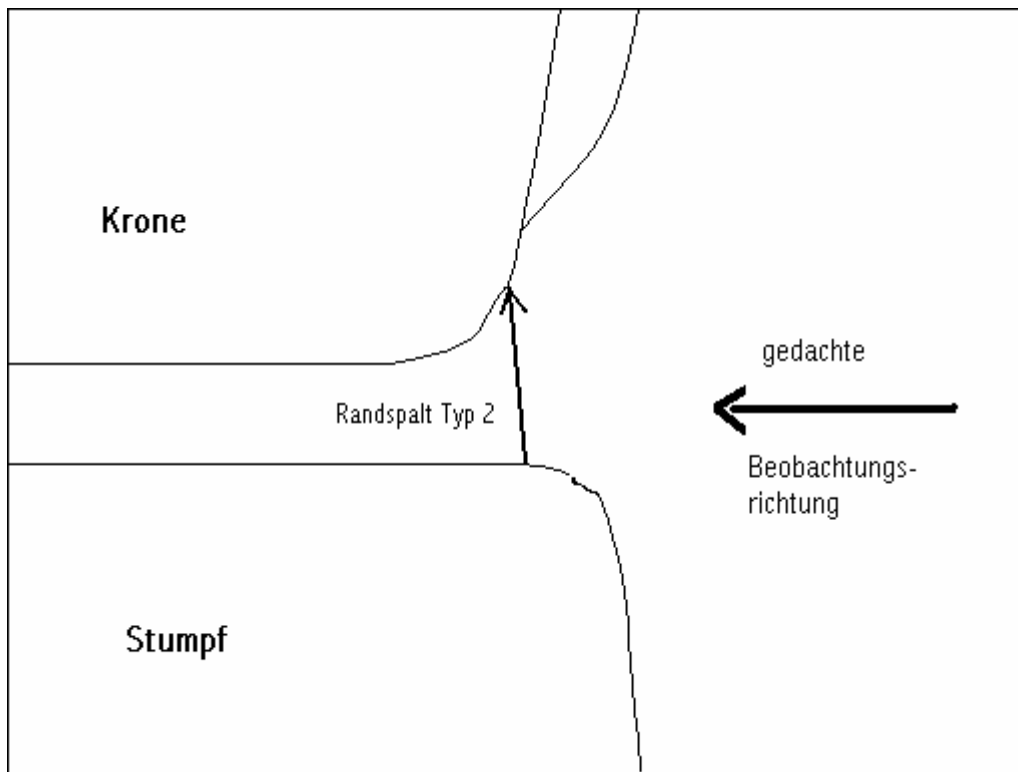 Krone
gedachte
Randspalt Typ 2
Beobachtungs-
richtung
Stumpf